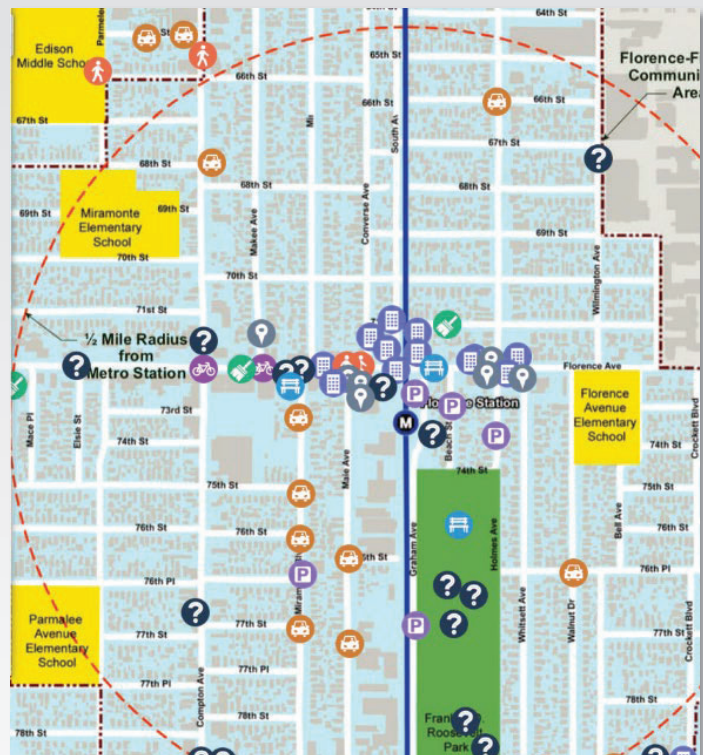 64th St
Edison
Middle School
65th St
Florence-F
Communi
Area
66th St
66th St
66th St
67th St
67th St
South Av
68th St
68th St
68th St
69th St
69th St
Miramonte
Elementary
School
Makee Ave
Converse Ave
69th St
70th St
70th St
Wilmington Ave
71st St
½ Mile Radius
from
Metro Station
Florence Ave
Station
Mace Pl
Elsie St
73rd St
74th St
M
Beach St
Florence
Avenue
Elementary
School
Crockett Blvd
74th St
74th St
Maie Ave
75th St
75th St
76th St
76th St
76th St
Bell Ave
Graham Ave
Holmes Ave
76th Pl
76th Pl
Whitsett Ave
Walnut Dr
Crockett Blvd
Parmalee
Avenue
Elementary
School
77th St
77th St
77th St
77th Pl
77th Pl
Compton Ave
78th St
78th St
78th St
Roosevelt
Park